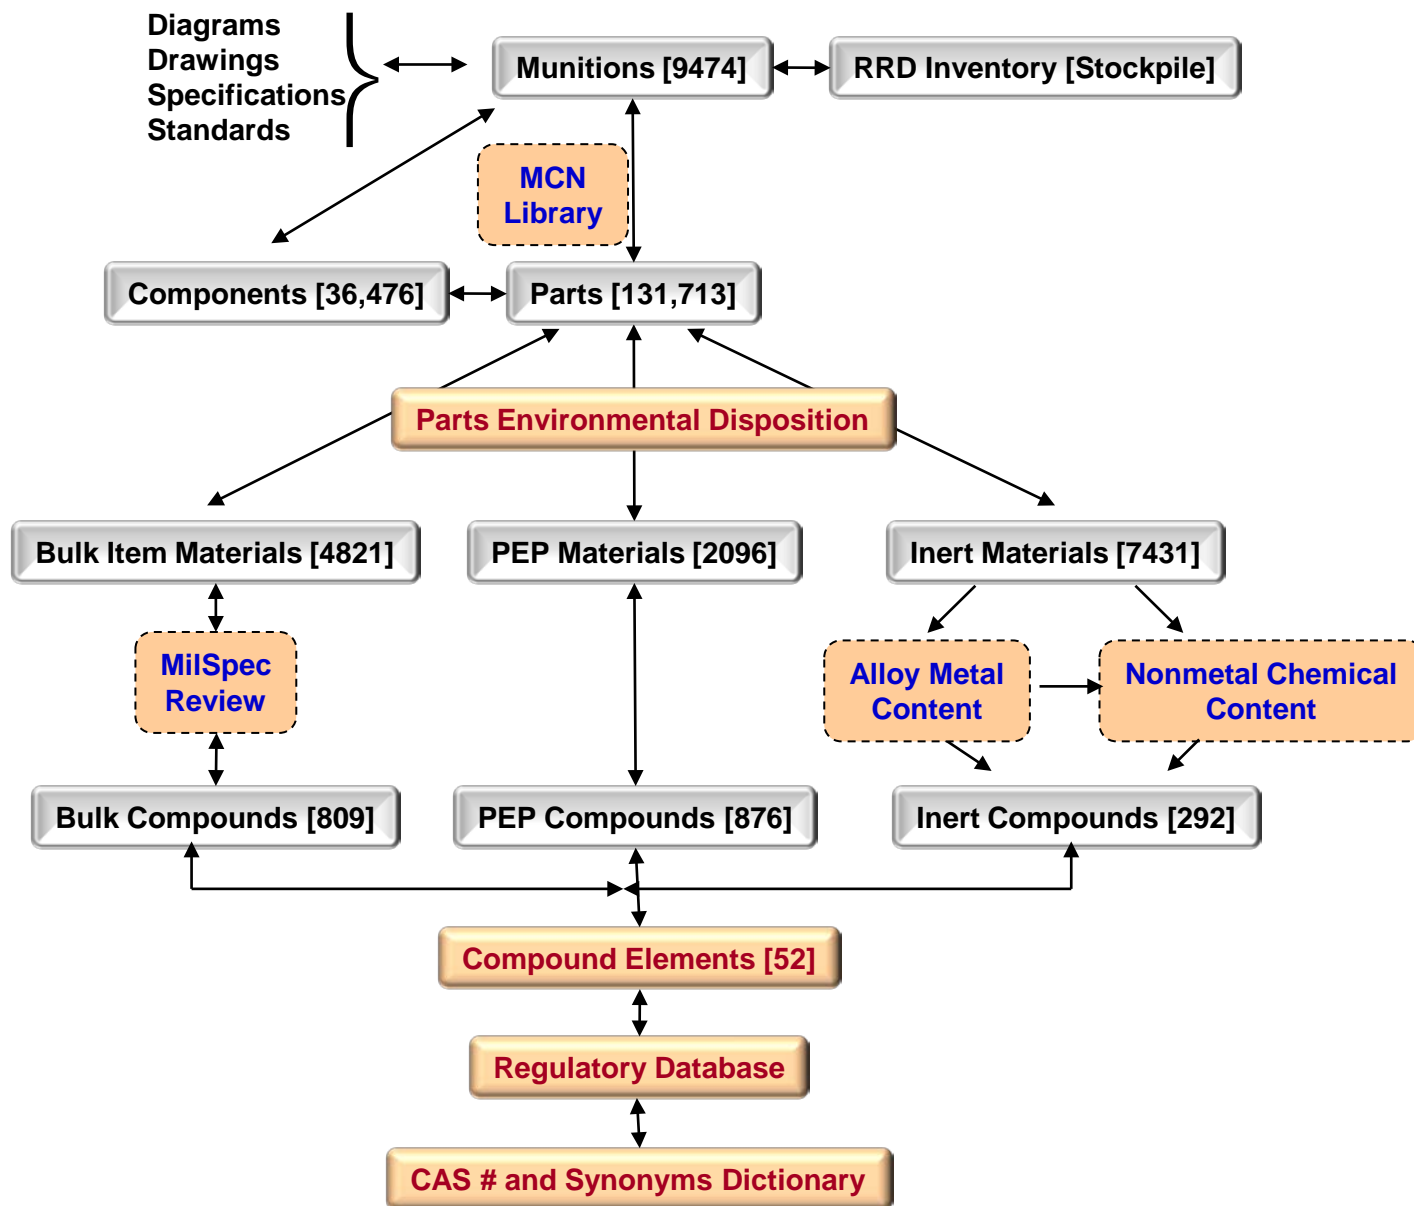 Diagrams
Drawings
Specifications
Standards
Munitions [9474]
RRD Inventory [Stockpile]
MCN
Library
Components [36,476]
Parts [131,713]
Parts Environmental Disposition
Bulk Item Materials [4821]
PEP Materials [2096]
Inert Materials [7431]
MilSpec
Review
Alloy Metal
Content
Nonmetal Chemical
Content
Bulk Compounds [809]
PEP Compounds [876]
Inert Compounds [292]
Compound Elements [52]
Regulatory Database
CAS # and Synonyms Dictionary